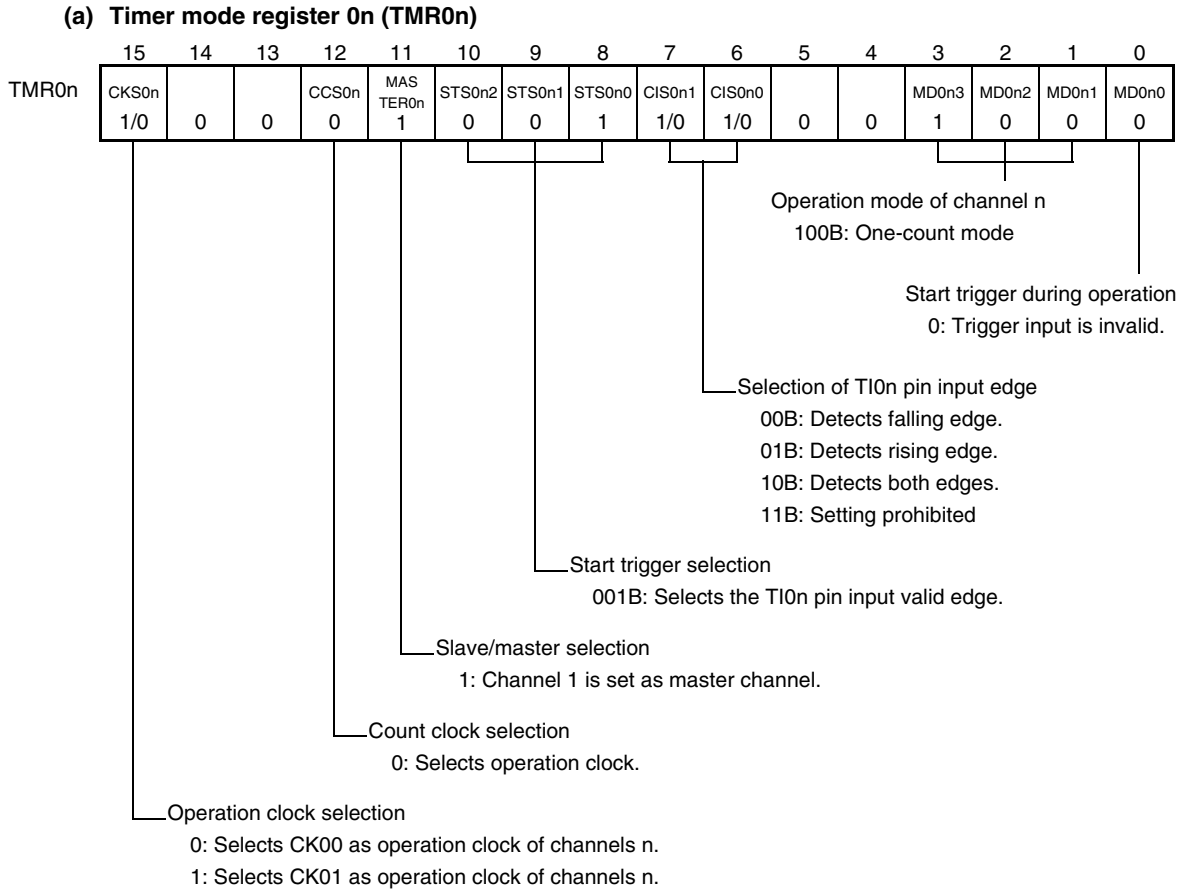 (a) Timer mode register 0n (TMR0n)
15 14 13 12 11 10 9 8 7 6 5 4 3 2 1 0
TMR0n CKS0n CCS0n MAS TER0n STS0n2 STS0n1 STS0n0 CIS0n1 CIS0n0 MD0n3 MD0n2 MD0n1 MD0n0
1/0 0 0 0 1 0 0 1 1/0 1/0 0 0 1 0 0 0
Operation mode of channel n
100B: One-count mode
Start trigger during operation
0: Trigger input is invalid.
Selection of TI0n pin input edge
00B: Detects falling edge.
01B: Detects rising edge.
10B: Detects both edges.
11B: Setting prohibited
Start trigger selection
001B: Selects the TI0n pin input valid edge.
Slave/master selection
1: Channel 1 is set as master channel.
Count clock selection
0: Selects operation clock.
Operation clock selection
0: Selects CK00 as operation clock of channels n.
1: Selects CK01 as operation clock of channels n.